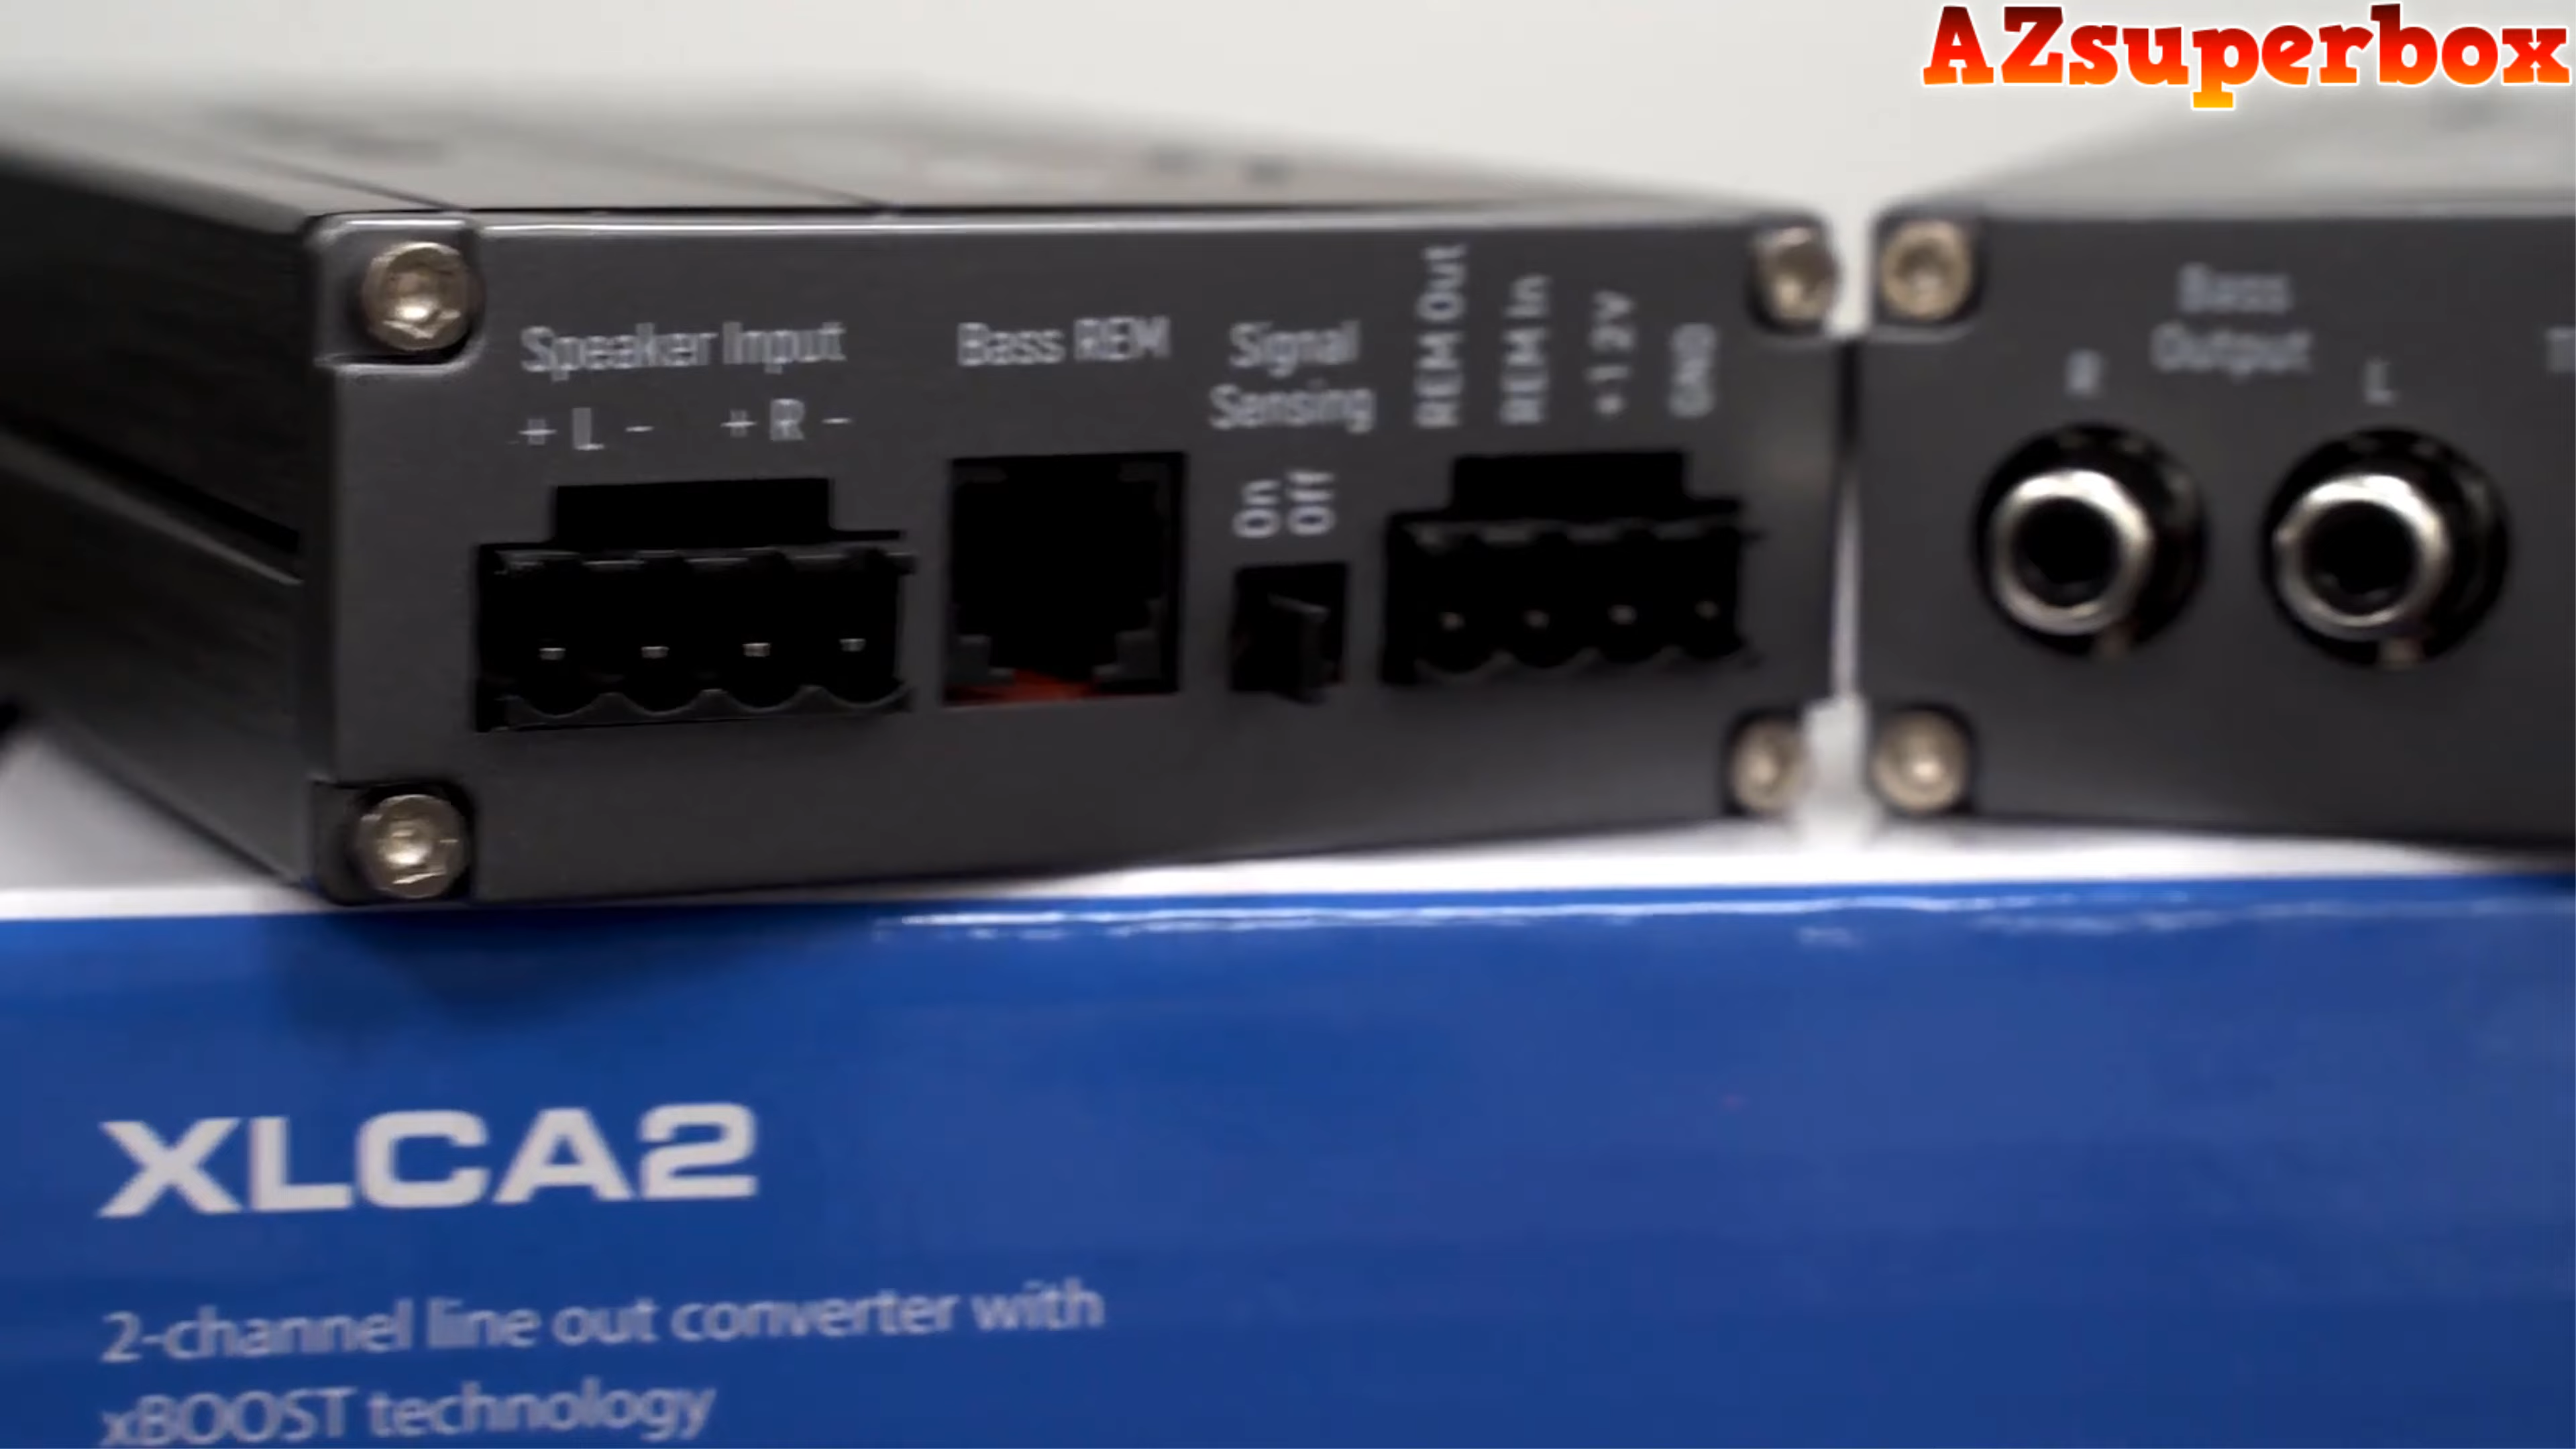 AZsuperbox
Speaker Input
+ L - + R -
Bass REM
Signal
Sensing
On
Off
REM Out
REM In
+12V
GND
Bass
Output
R
L
XLCA2
2-channel line out converter with
xBOOST technology